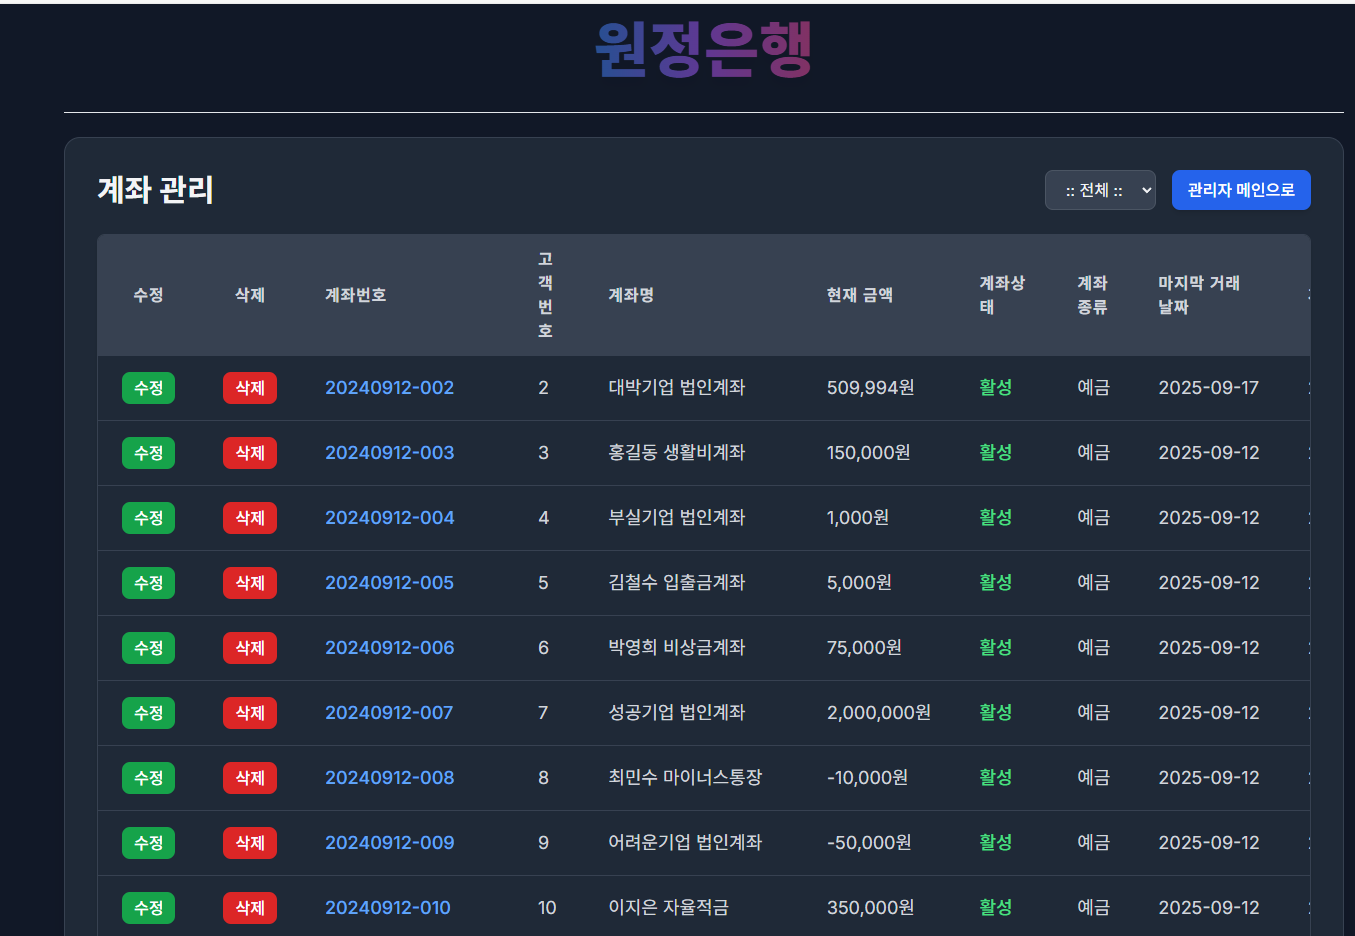 원정은행
계좌 관리
:: 전체 ::
관리자 메인으로
수정 삭제 계좌번호 고객번호 계좌명 현재 금액 계좌상태 계좌 종류 마지막 거래 날짜
수정 삭제 20240912-002 2 대박기업 법인계좌 509,994원 활성 예금 2025-09-17
수정 삭제 20240912-003 3 홍길동 생활비계좌 150,000원 활성 예금 2025-09-12
수정 삭제 20240912-004 4 부실기업 법인계좌 1,000원 활성 예금 2025-09-12
수정 삭제 20240912-005 5 김철수 입출금계좌 5,000원 활성 예금 2025-09-12
수정 삭제 20240912-006 6 박영희 비상금계좌 75,000원 활성 예금 2025-09-12
수정 삭제 20240912-007 7 성공기업 법인계좌 2,000,000원 활성 예금 2025-09-12
수정 삭제 20240912-008 8 최민수 마이너스통장 -10,000원 활성 예금 2025-09-12
수정 삭제 20240912-009 9 어려운기업 법인계좌 -50,000원 활성 예금 2025-09-12
수정 삭제 20240912-010 10 이지은 자율적금 350,000원 활성 예금 2025-09-12